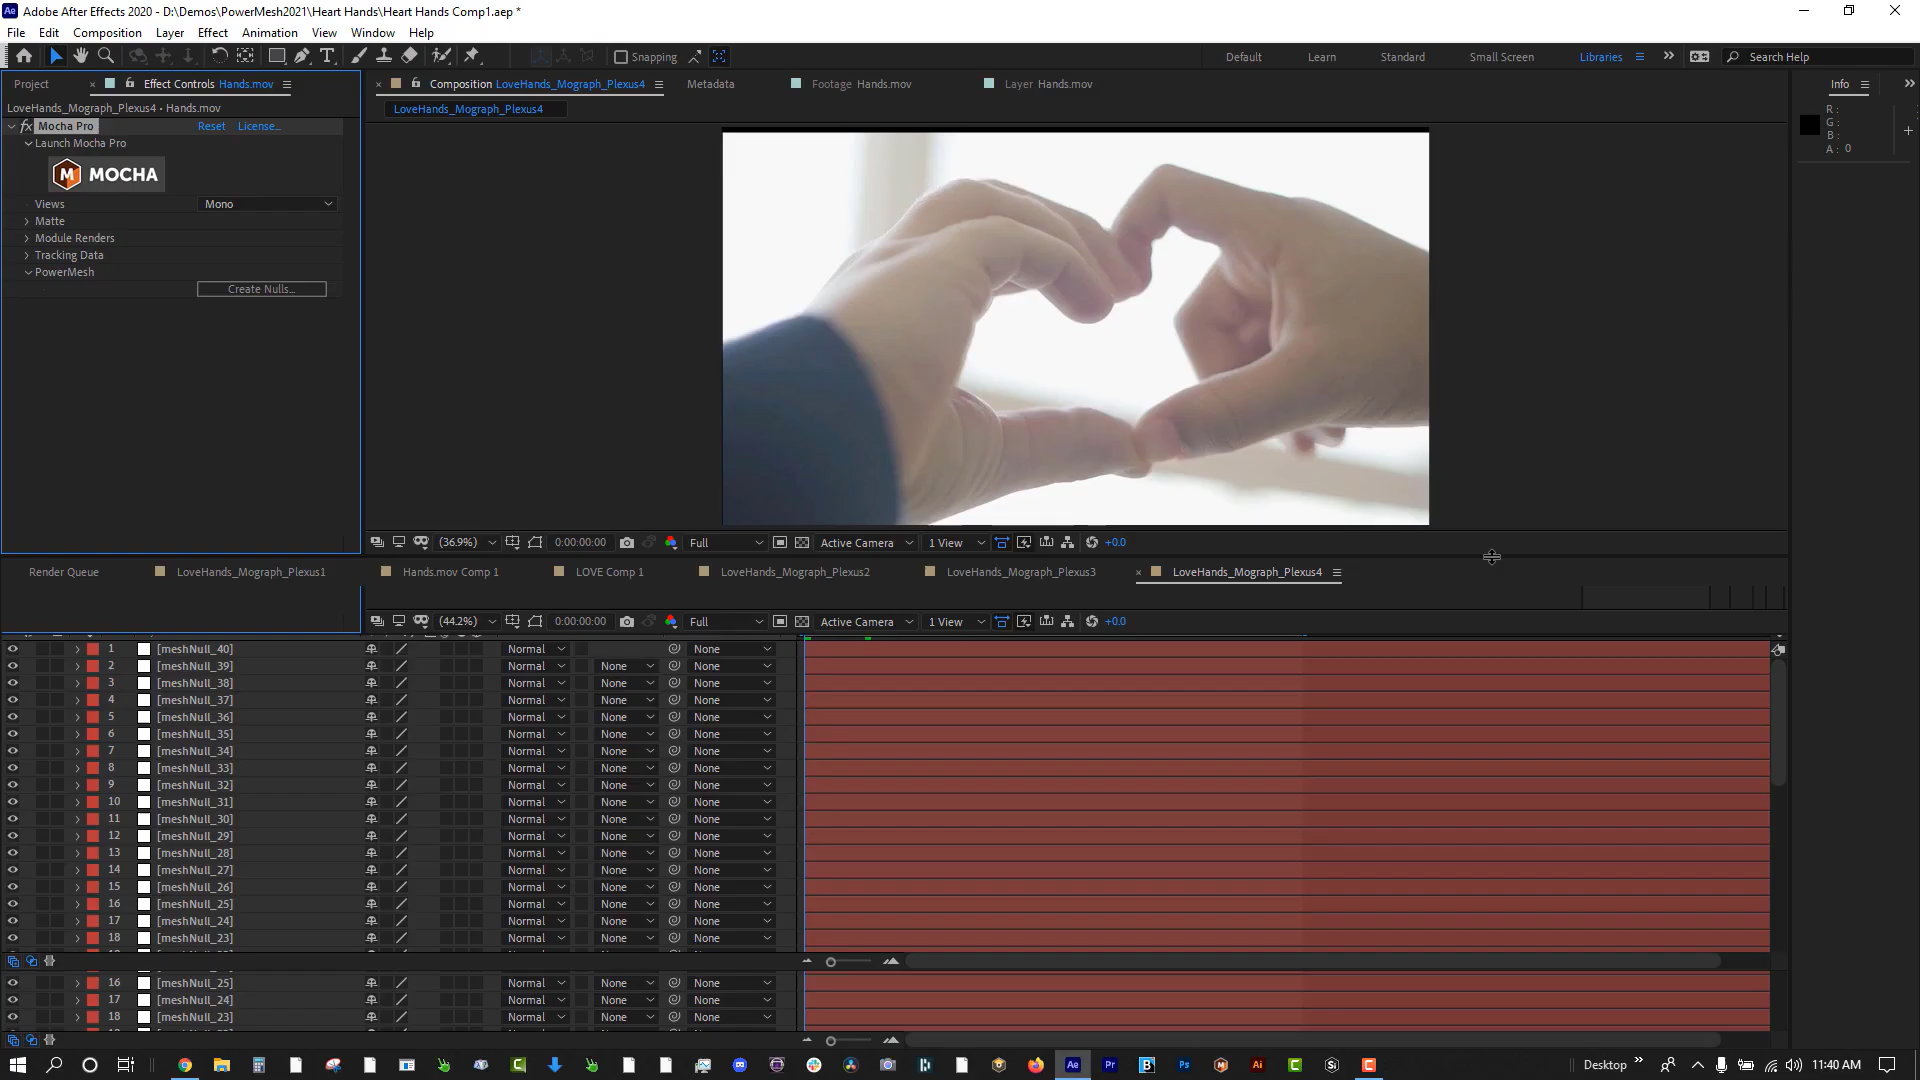 Adobe After Effects 2020 - D:\Demos\PowerMesh2021\Heart Hands\Heart Hands Comp1.aep *
File Edit Composition Layer Effect Animation View Window Help
Snapping Default Learn Standard Small Screen Libraries Search Help
Project Effect Controls Hands.mov Composition LoveHands_Mograph_Plexus4 Metadata Footage Hands.mov Layer Hands.mov Info
LoveHands_Mograph_Plexus4 • Hands.mov LoveHands_Mograph_Plexus4
R :
G :
B :
A : 0
fx Mocha Pro Reset License...
Launch Mocha Pro
M MOCHA
Views Mono
Matte
Module Renders
Tracking Data
PowerMesh
Create Nulls...
(36.9%) 0:00:00:00 Full Active Camera 1 View +0.0
Render Queue LoveHands_Mograph_Plexus1 Hands.mov Comp 1 LOVE Comp 1 LoveHands_Mograph_Plexus2 LoveHands_Mograph_Plexus3 LoveHands_Mograph_Plexus4
(44.2%) 0:00:00:00 Full Active Camera 1 View +0.0
1 [meshNull_40] Normal None
2 [meshNull_39] Normal None None
3 [meshNull_38] Normal None None
4 [meshNull_37] Normal None None
5 [meshNull_36] Normal None None
6 [meshNull_35] Normal None None
7 [meshNull_34] Normal None None
8 [meshNull_33] Normal None None
9 [meshNull_32] Normal None None
10 [meshNull_31] Normal None None
11 [meshNull_30] Normal None None
12 [meshNull_29] Normal None None
13 [meshNull_28] Normal None None
14 [meshNull_27] Normal None None
15 [meshNull_26] Normal None None
16 [meshNull_25] Normal None None
17 [meshNull_24] Normal None None
18 [meshNull_23] Normal None None
16 [meshNull_25] Normal None None
17 [meshNull_24] Normal None None
18 [meshNull_23] Normal None None
Desktop 11:40 AM